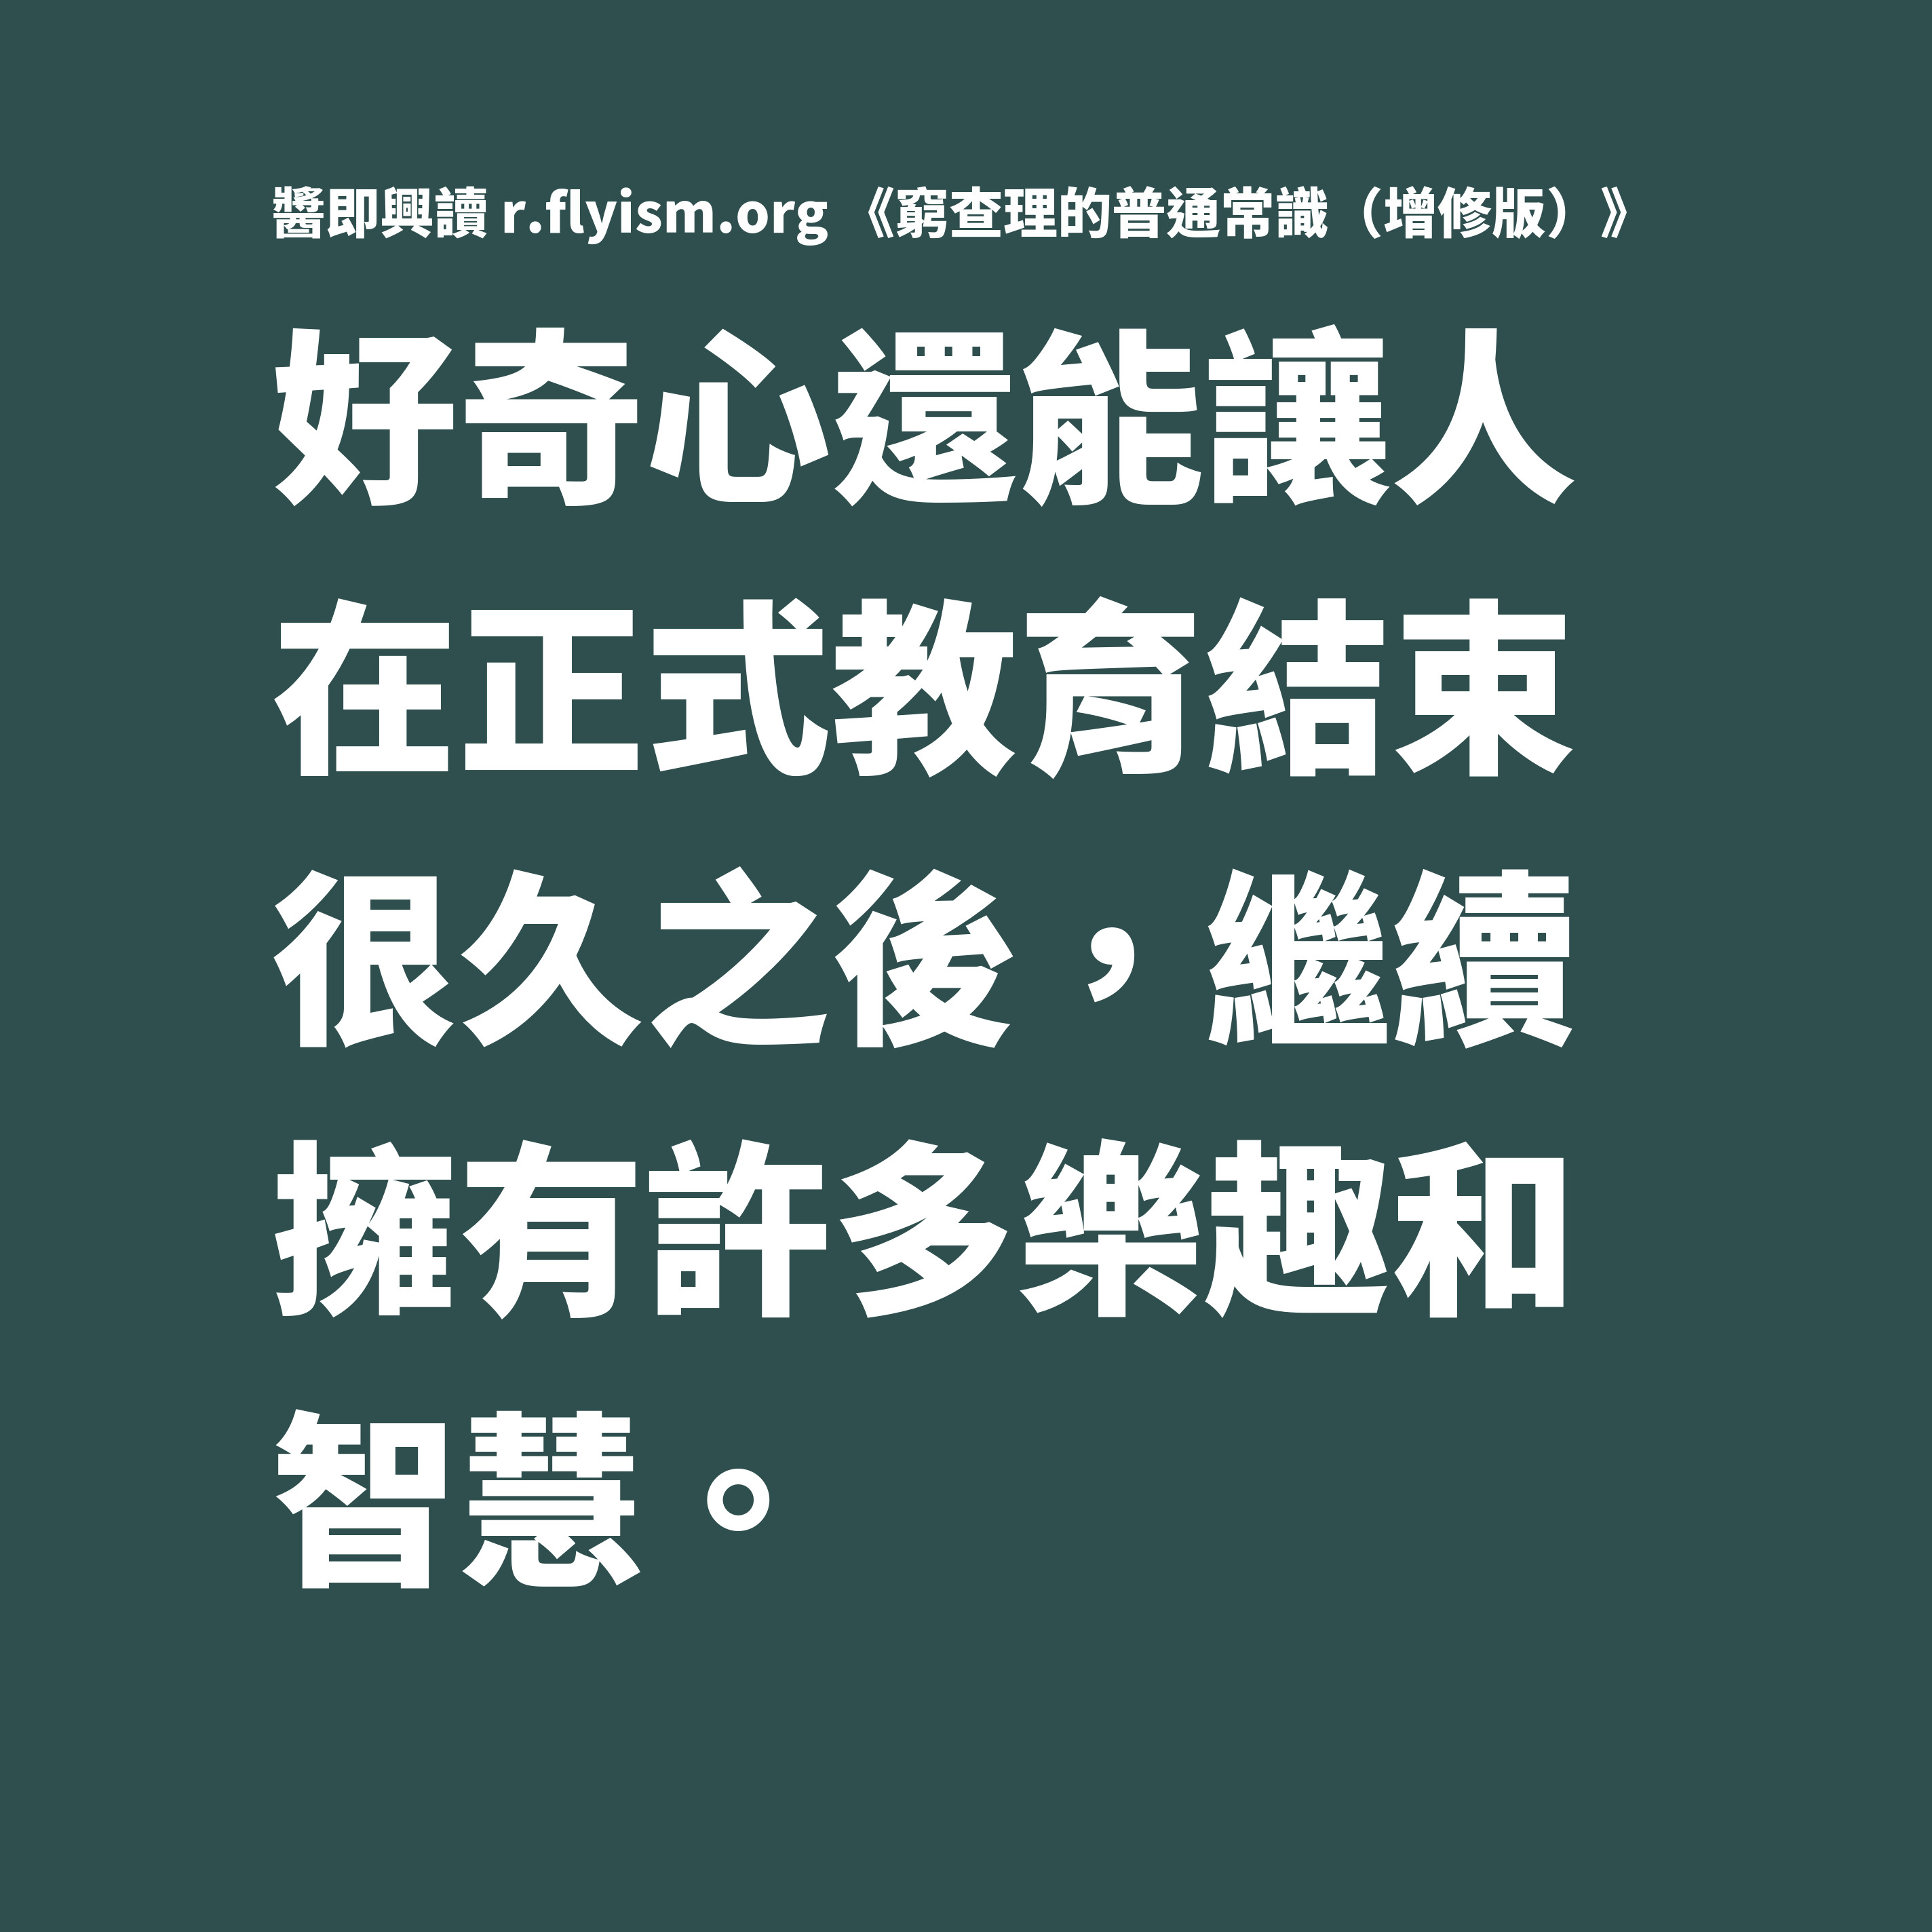 翳即閱讀 r.flyism.org 《窮查理的普通常識（增修版）》
好奇心還能讓人
在正式教育結束
很久之後，繼續
擁有許多樂趣和
智慧。